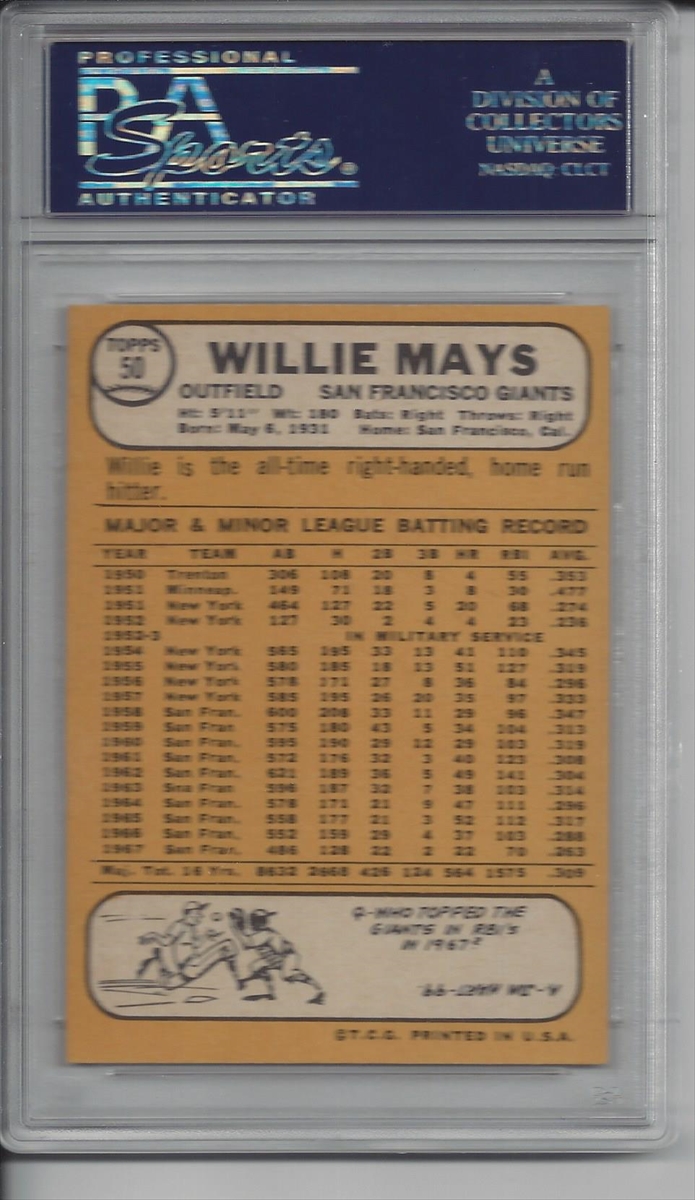 PROFESSIONAL
PSA
Sports®
AUTHENTICATOR
A
DIVISION OF
COLLECTORS
UNIVERSE
NASDAQ: CLCT
TOPPS
50
WILLIE MAYS
OUTFIELD SAN FRANCISCO GIANTS
Ht: 5'11" Wt: 180 Bats: Right Throws: Right
Born: May 6, 1931 Home: San Francisco, Cal.
Willie is the all-time right-handed, home run
hitter.
MAJOR & MINOR LEAGUE BATTING RECORD
YEAR TEAM AB H 2B 3B HR RBI AVG.
1950 Trenton 306 108 20 8 4 55 .353
1951 Minneap. 149 71 18 3 8 30 .477
1951 New York 464 127 22 5 20 68 .274
1952 New York 127 30 2 4 4 23 .236
1952-3 IN MILITARY SERVICE
1954 New York 565 195 33 13 41 110 .345
1955 New York 580 185 18 13 51 127 .319
1956 New York 578 171 27 8 36 84 .296
1957 New York 585 195 26 20 35 97 .333
1958 San Fran. 600 208 33 11 29 96 .347
1959 San Fran 575 180 43 5 34 104 .313
1960 San Fran. 595 190 29 12 29 103 .319
1961 San Fran. 572 176 32 3 40 123 .308
1962 San Fran. 621 189 36 5 49 141 .304
1963 Sna Fran 596 187 32 7 38 103 .314
1964 San Fran. 578 171 21 9 47 111 .296
1965 San Fran. 558 177 21 3 52 112 .317
1966 San Fran. 552 159 29 4 37 103 .288
1967 San Fran. 486 128 22 2 22 70 .263
Maj. Tot. 16 Yrs. 8632 2668 426 124 564 1575 .309
Q-WHO TOPPED THE
GIANTS IN RBI'S
IN 1967?
A-JIM HART-99.
©T.C.G. PRINTED IN U.S.A.